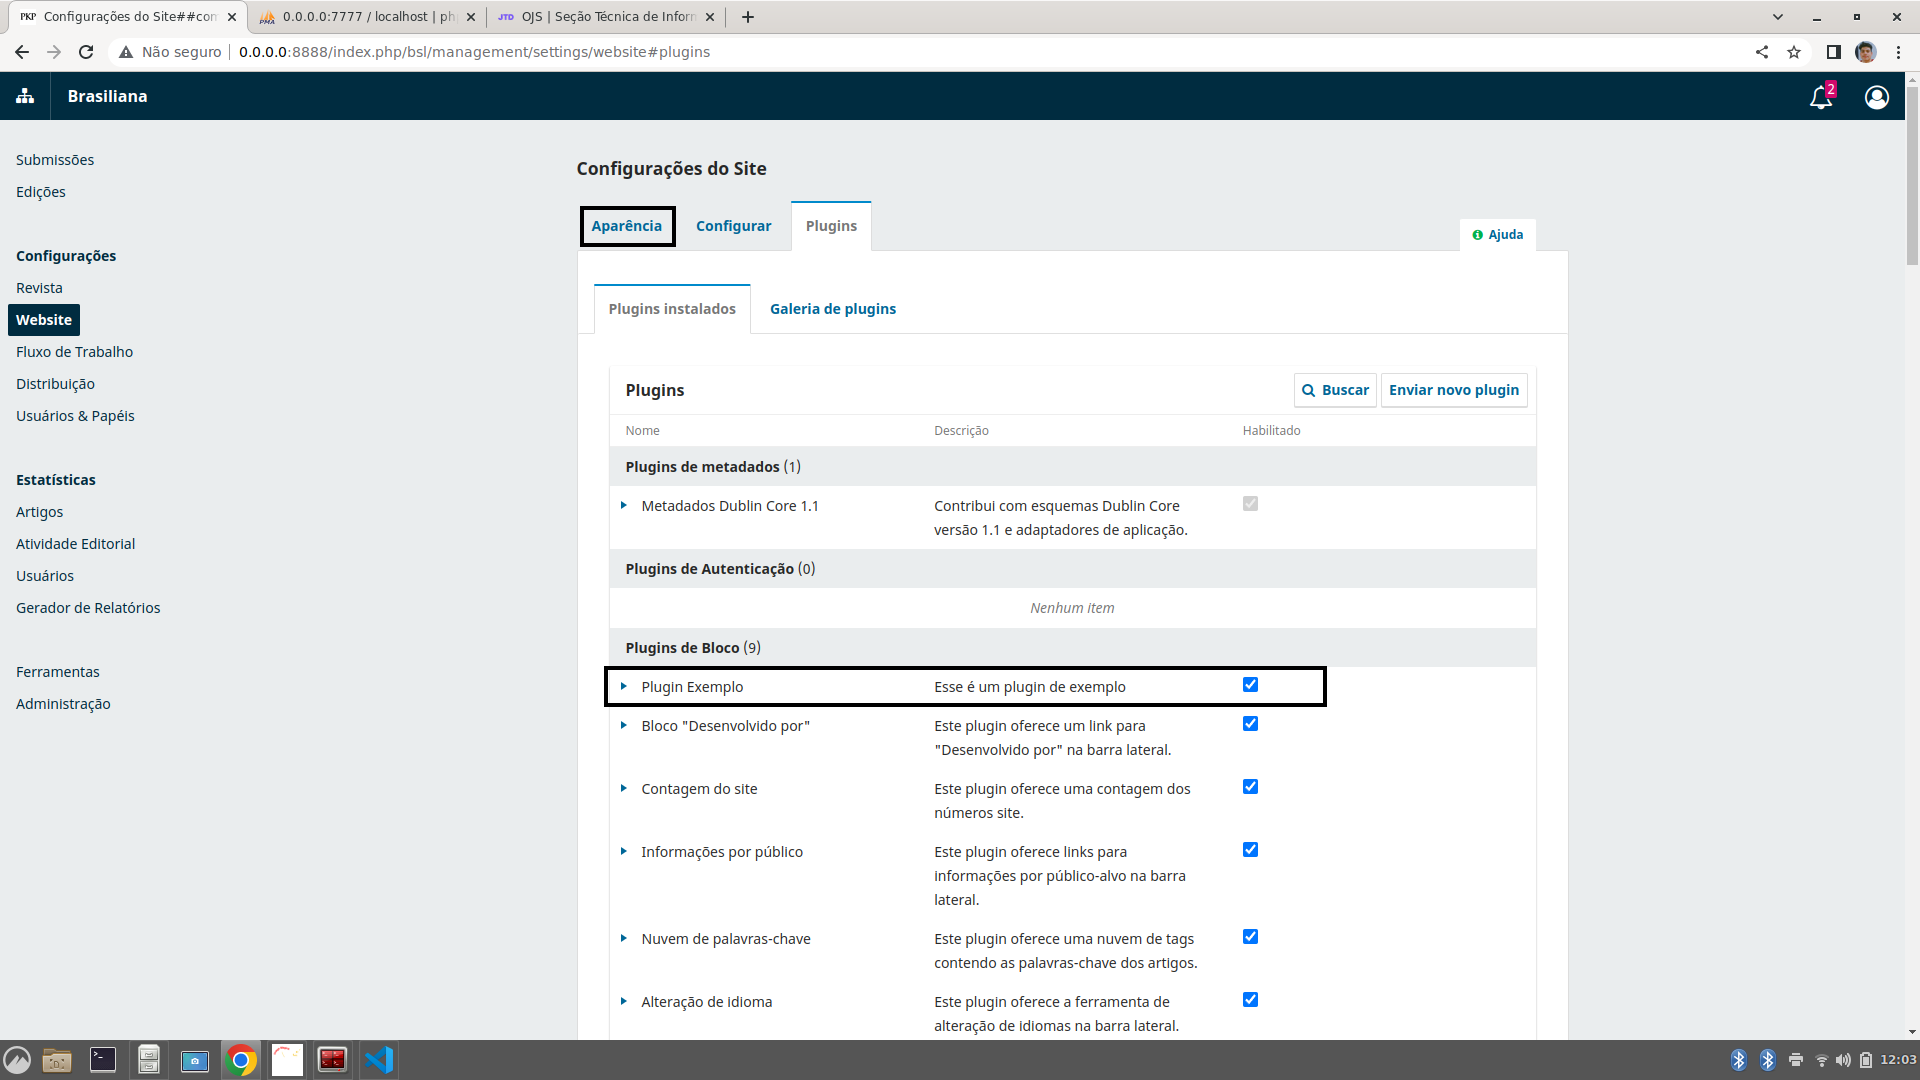 PKP Configurações do Site##com
0.0.0.0:7777 / localhost | php
JTD OJS | Seção Técnica de Inform
Não seguro
0.0.0.0:8888/index.php/bsl/management/settings/website#plugins
Brasiliana
2
Submissões
Edições
Configurações
Revista
Website
Fluxo de Trabalho
Distribuição
Usuários & Papéis
Estatísticas
Artigos
Atividade Editorial
Usuários
Gerador de Relatórios
Ferramentas
Administração
Configurações do Site
Aparência Configurar Plugins
Ajuda
Plugins instalados Galeria de plugins
Plugins Buscar Enviar novo plugin
Nome Descrição Habilitado
Plugins de metadados (1)
Metadados Dublin Core 1.1 Contribui com esquemas Dublin Core
versão 1.1 e adaptadores de aplicação.
Plugins de Autenticação (0)
Nenhum item
Plugins de Bloco (9)
Plugin Exemplo Esse é um plugin de exemplo
Bloco "Desenvolvido por" Este plugin oferece um link para
"Desenvolvido por" na barra lateral.
Contagem do site Este plugin oferece uma contagem dos
números site.
Informações por público Este plugin oferece links para
informações por público-alvo na barra
lateral.
Nuvem de palavras-chave Este plugin oferece uma nuvem de tags
contendo as palavras-chave dos artigos.
Alteração de idioma Este plugin oferece a ferramenta de
alteração de idiomas na barra lateral.
12:03